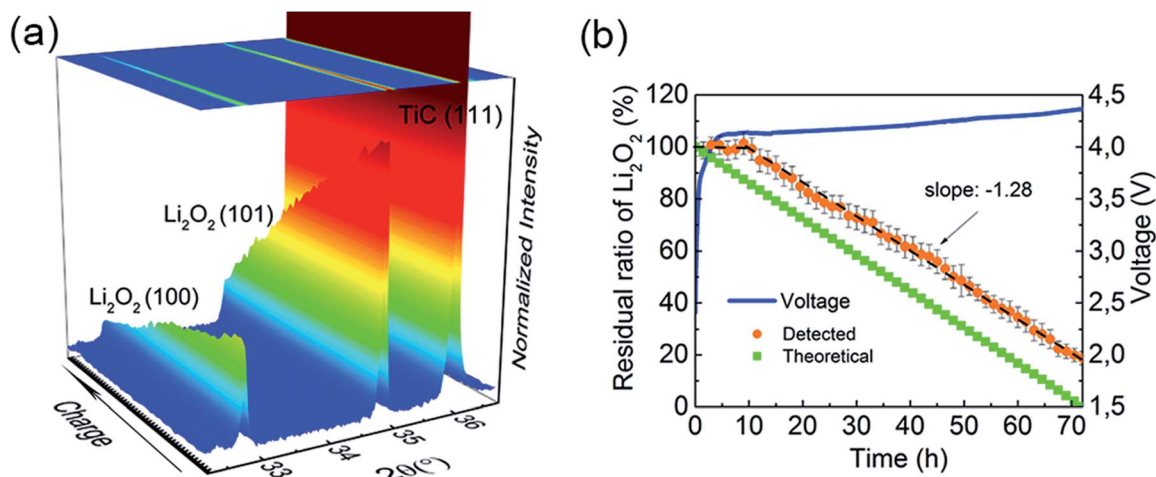 (a)
TiC (111)
Li₂O₂ (101)
Li₂O₂ (100)
Normalized Intensity
Charge
33
34
35
36
2θ(°)
(b)
Residual ratio of Li₂O₂ (%)
120
100
80
60
40
20
0
4,5
4,0
3,5
3,0
2,5
2,0
1,5
Voltage (V)
slope: -1.28
Voltage
Detected
Theoretical
0 10 20 30 40 50 60 70
Time (h)